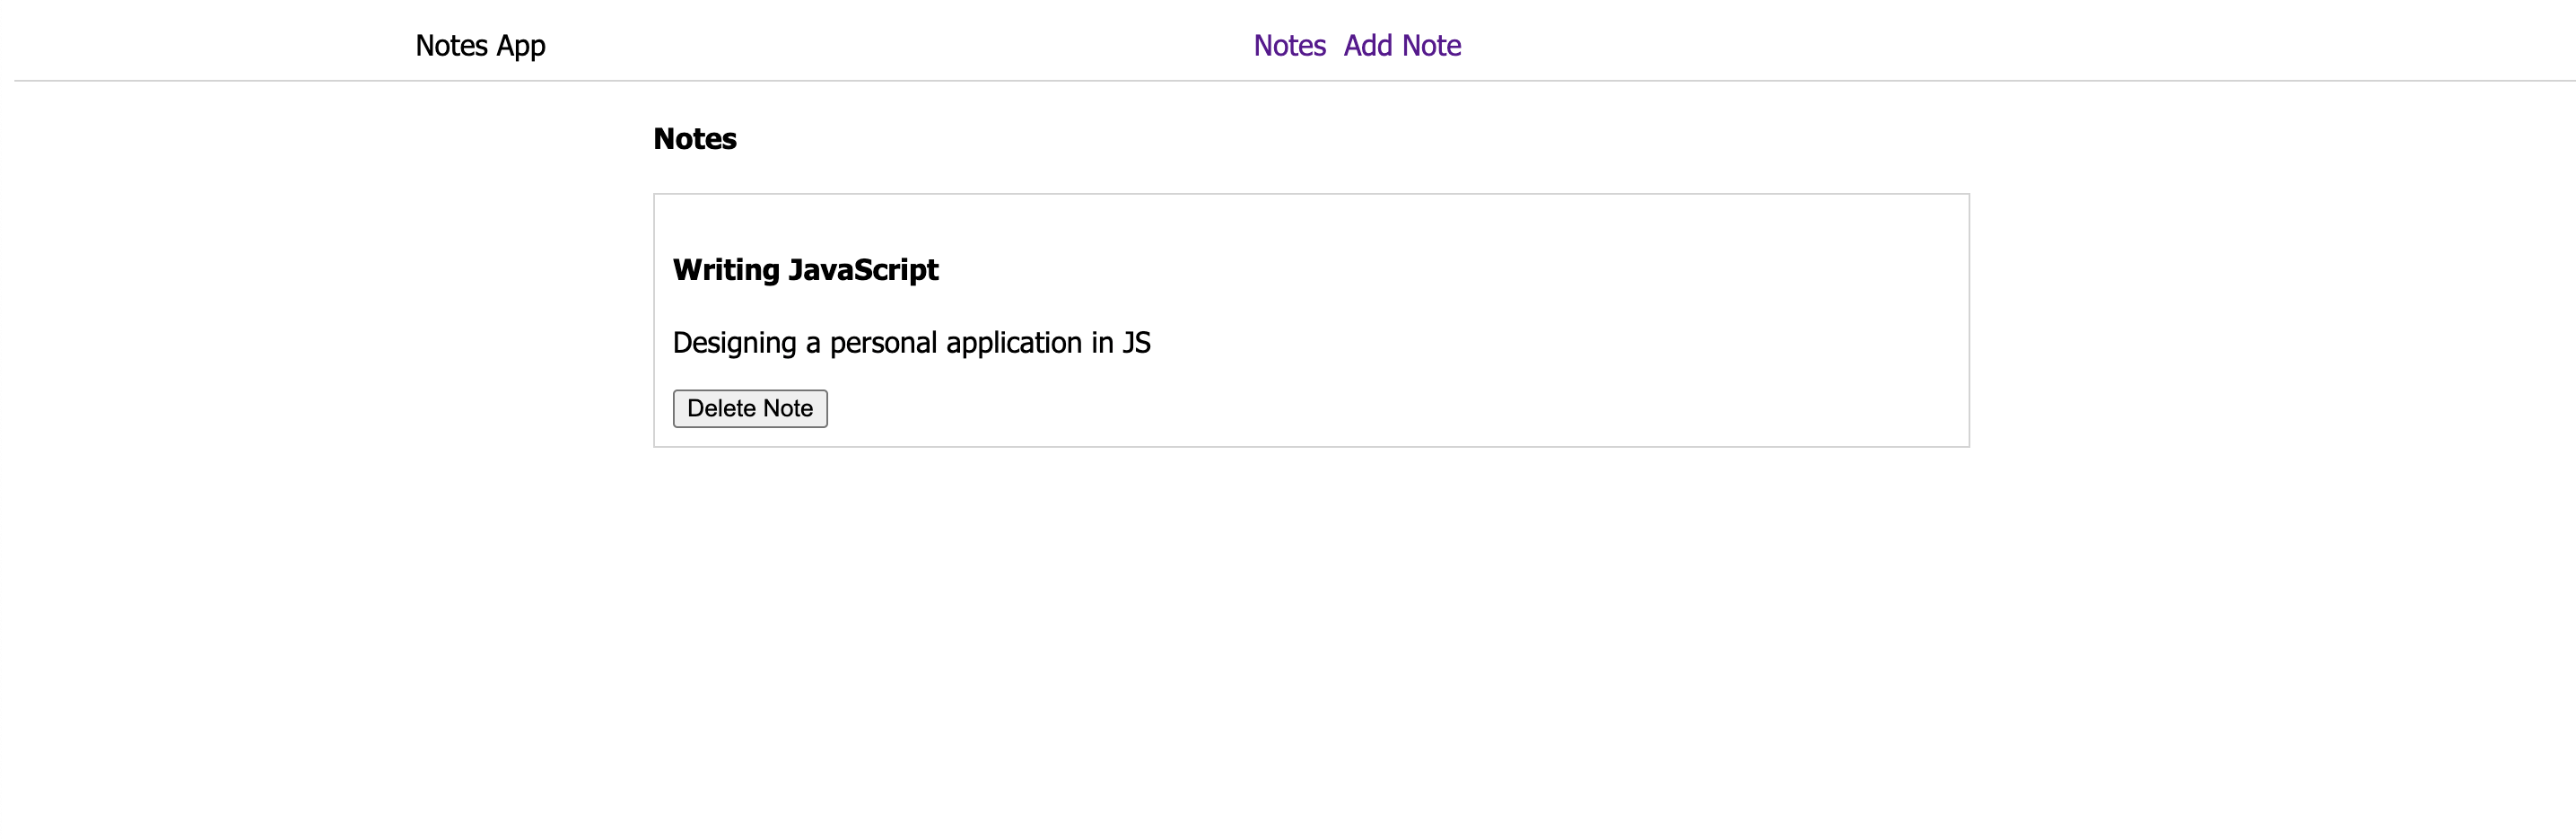 Notes App Notes Add Note
Notes
Writing JavaScript
Designing a personal application in JS
Delete Note